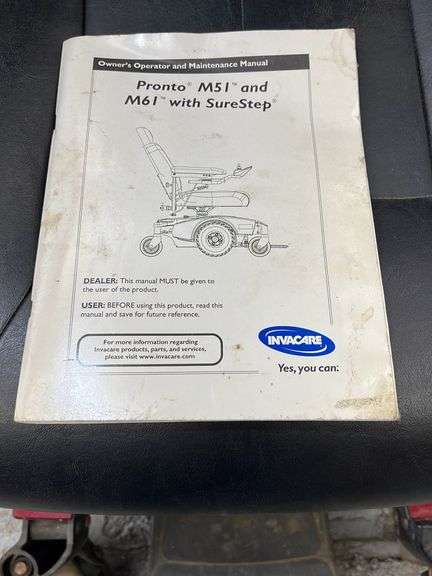 Owner's Operator and Maintenance Manual
Pronto® M51™ and
M61™ with SureStep®
DEALER: This manual MUST be given to
the user of the product.
USER: BEFORE using this product, read this
manual and save for future reference.
For more information regarding
Invacare products, parts, and services,
please visit www.invacare.com
INVACARE
Yes, you can: